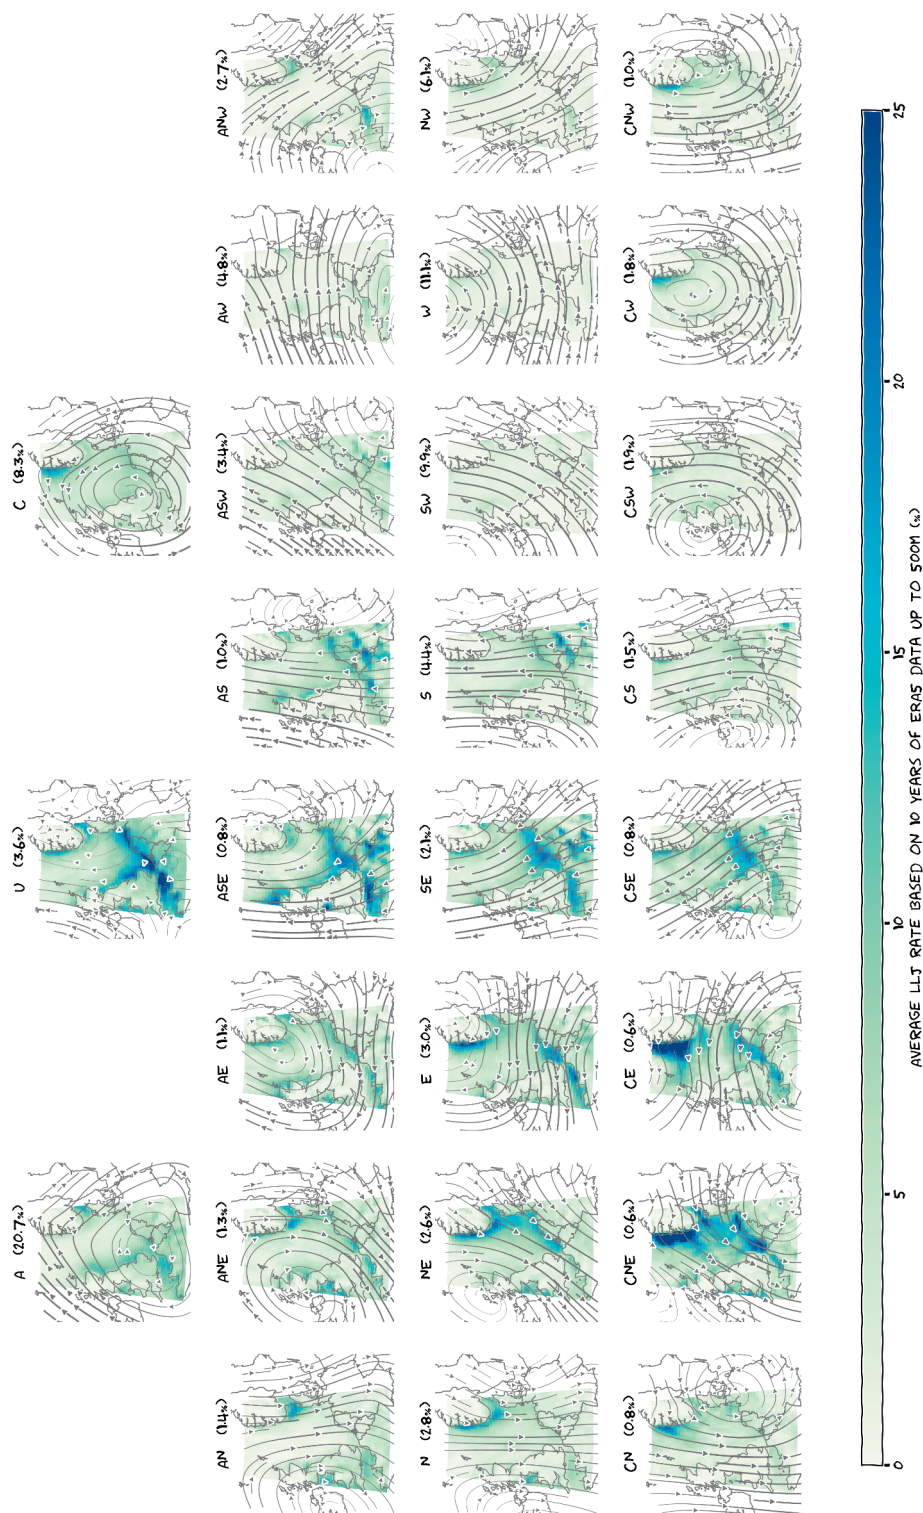 A (20.7%)
U (3.6%)
C (8.3%)
AN (1.4%)
ANE (1.3%)
AE (1.1%)
ASE (0.8%)
AS (1.0%)
ASW (3.4%)
AW (4.8%)
ANW (2.7%)
N (2.8%)
NE (2.6%)
E (3.0%)
SE (2.1%)
S (4.4%)
SW (9.9%)
W (11.1%)
NW (6.1%)
CN (0.8%)
CNE (0.6%)
CE (0.6%)
CSE (0.8%)
CS (1.5%)
CSW (1.9%)
CW (1.8%)
CNW (1.0%)
0 5 10 15 20 25
AVERAGE LLJ RATE BASED ON 10 YEARS OF ERA5 DATA UP TO 500M (%)